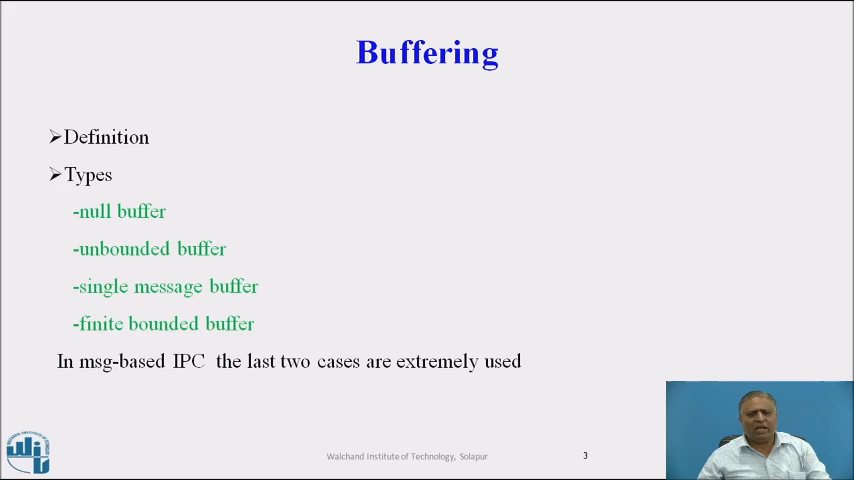 Buffering
➢Definition
➢Types
-null buffer
-unbounded buffer
-single message buffer
-finite bounded buffer
In msg-based IPC the last two cases are extremely used
Walchand Institute of Technology, Solapur
3